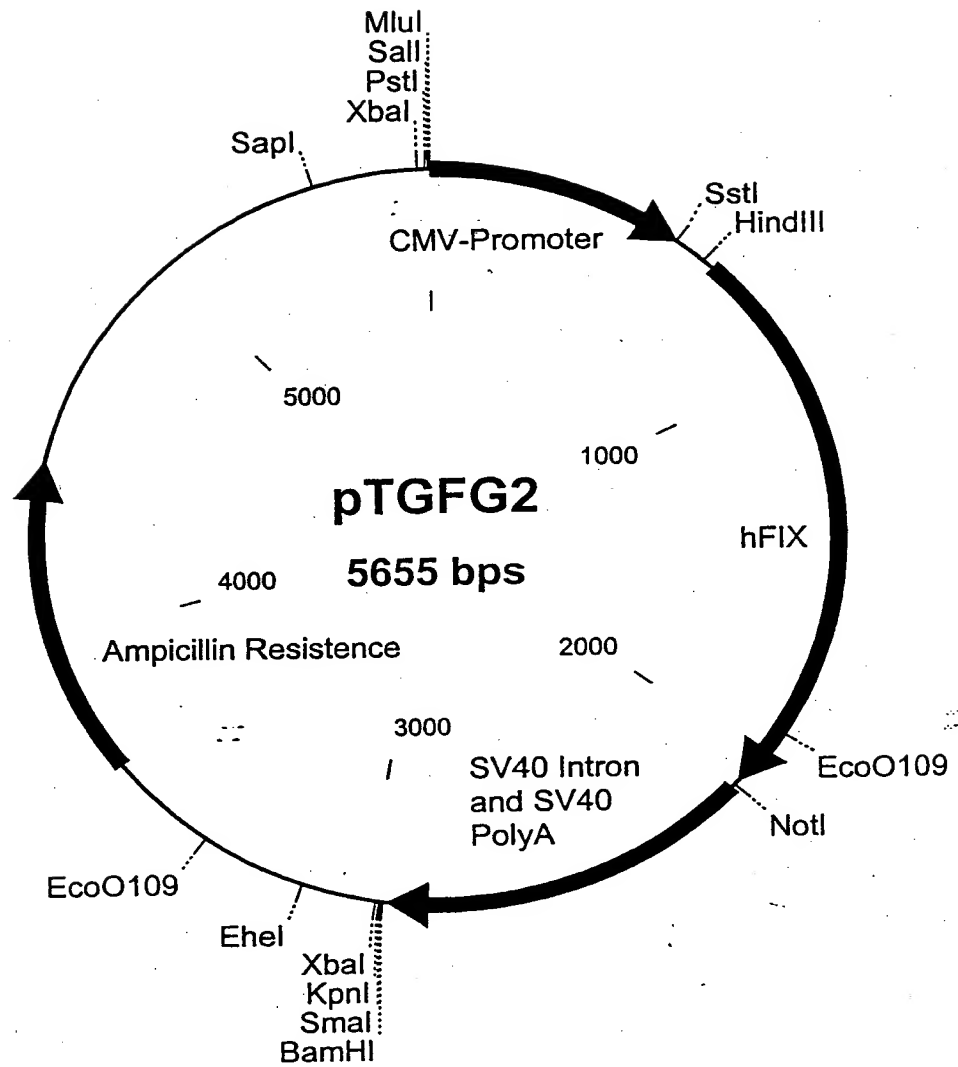 MluI
SalI
PstI
XbaI
SapI
SstI
HindIII
CMV-Promoter
5000
1000
pTGFG2
hFIX
5655 bps
4000
Ampicillin Resistence
2000
3000
SV40 Intron
and SV40
PolyA
EcoO109
NotI
EcoO109
EheI
XbaI
KpnI
SmaI
BamHI